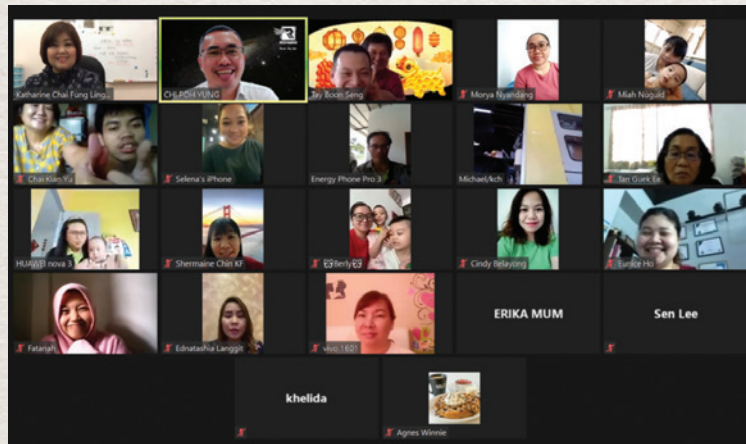 Katharine Chai Fung Ling...
CHI POH YUNG
Tay Boon Seng
Morya Nyandang
Miah Nuguid
Chai Kian Yu
Selena's iPhone
Energy Phone Pro 3
Michael/kch
Tan Guek Ee
HUAWEI nova 3
Shermaine Chin KF
Berly
Cindy Belayong
Eunice Ho
Fatanah
Ednatashia Langgit
vivo 1601
ERIKA MUM
Sen Lee
khelida
Agnes Winnie